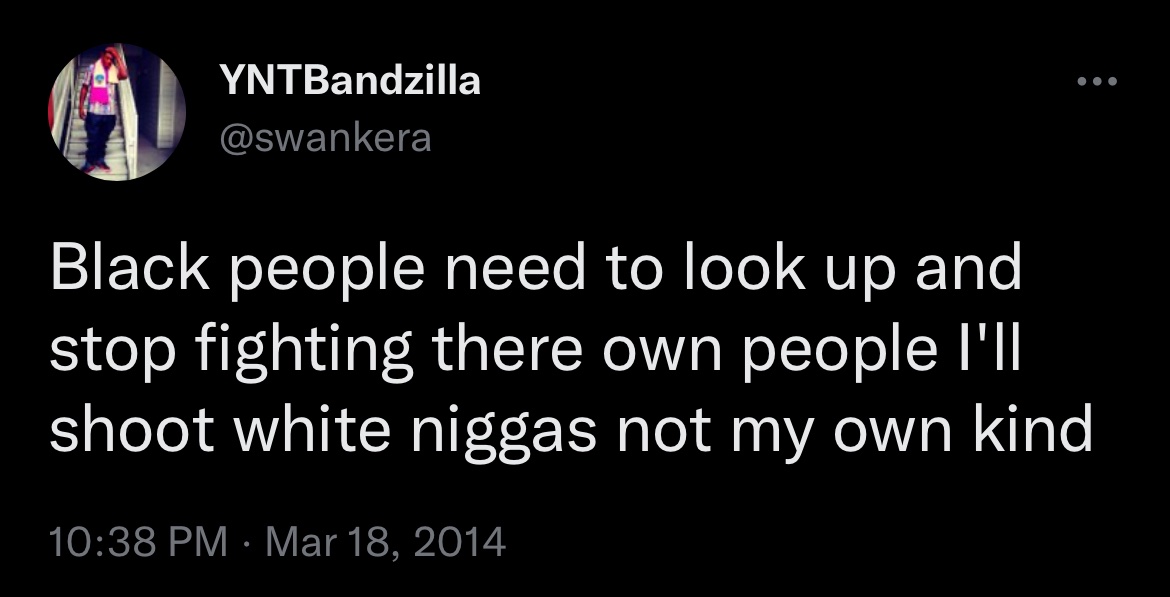 YNTBandzilla
@swankera
Black people need to look up and
stop fighting there own people I'll
shoot white niggas not my own kind
10:38 PM · Mar 18, 2014